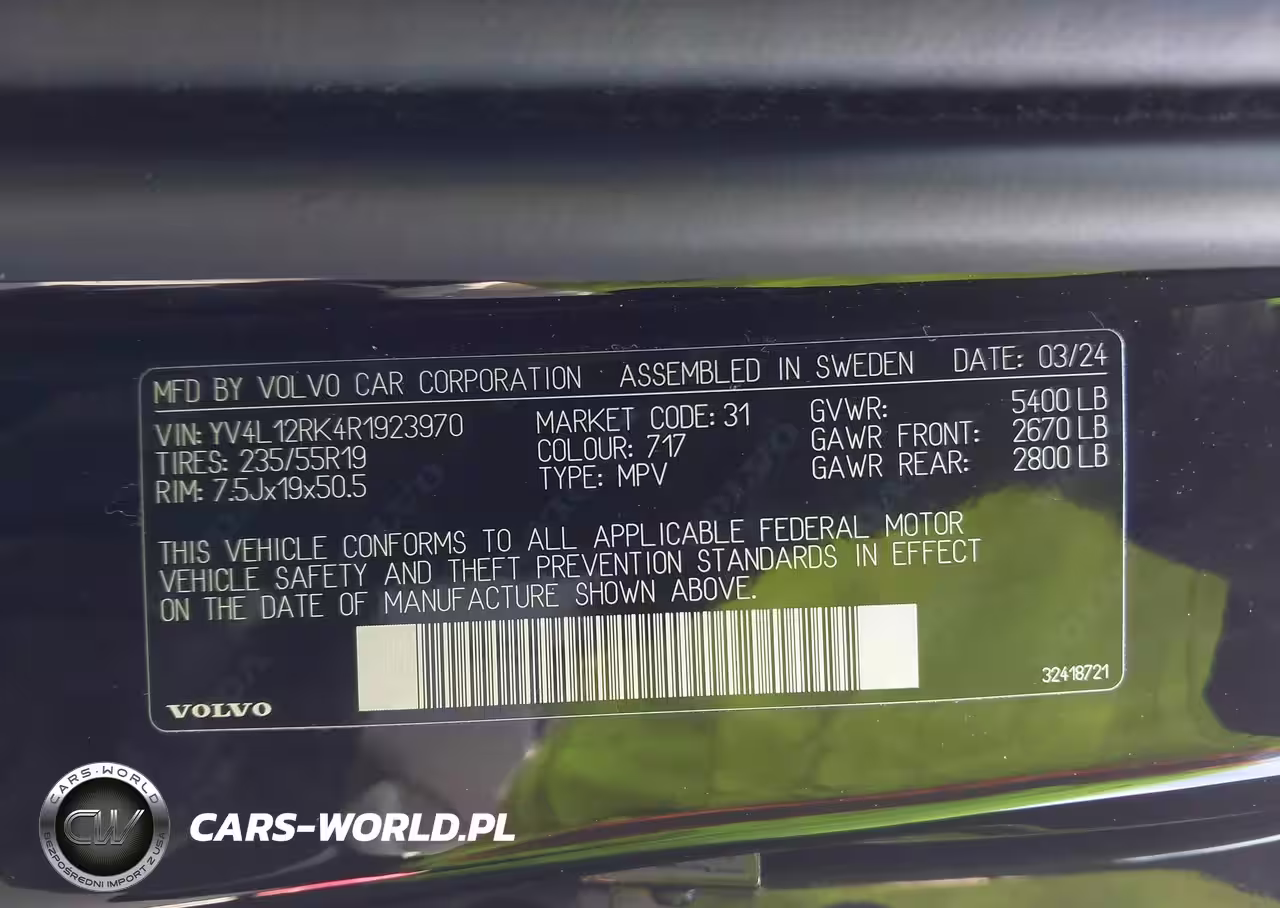 MFD BY VOLVO CAR CORPORATION ASSEMBLED IN SWEDEN DATE: 03/24
VIN: YV4L12RK4R1923970 MARKET CODE: 31 GVWR: 5400 LB
TIRES: 235/55R19 COLOUR: 717 GAWR FRONT: 2670 LB
RIM: 7.5Jx19x50.5 TYPE: MPV GAWR REAR: 2800 LB
THIS VEHICLE CONFORMS TO ALL APPLICABLE FEDERAL MOTOR
VEHICLE SAFETY AND THEFT PREVENTION STANDARDS IN EFFECT
ON THE DATE OF MANUFACTURE SHOWN ABOVE.
32418721
VOLVO
CARS-WORLD
CW
BEZPOŚREDNI IMPORT Z USA
CARS-WORLD.PL